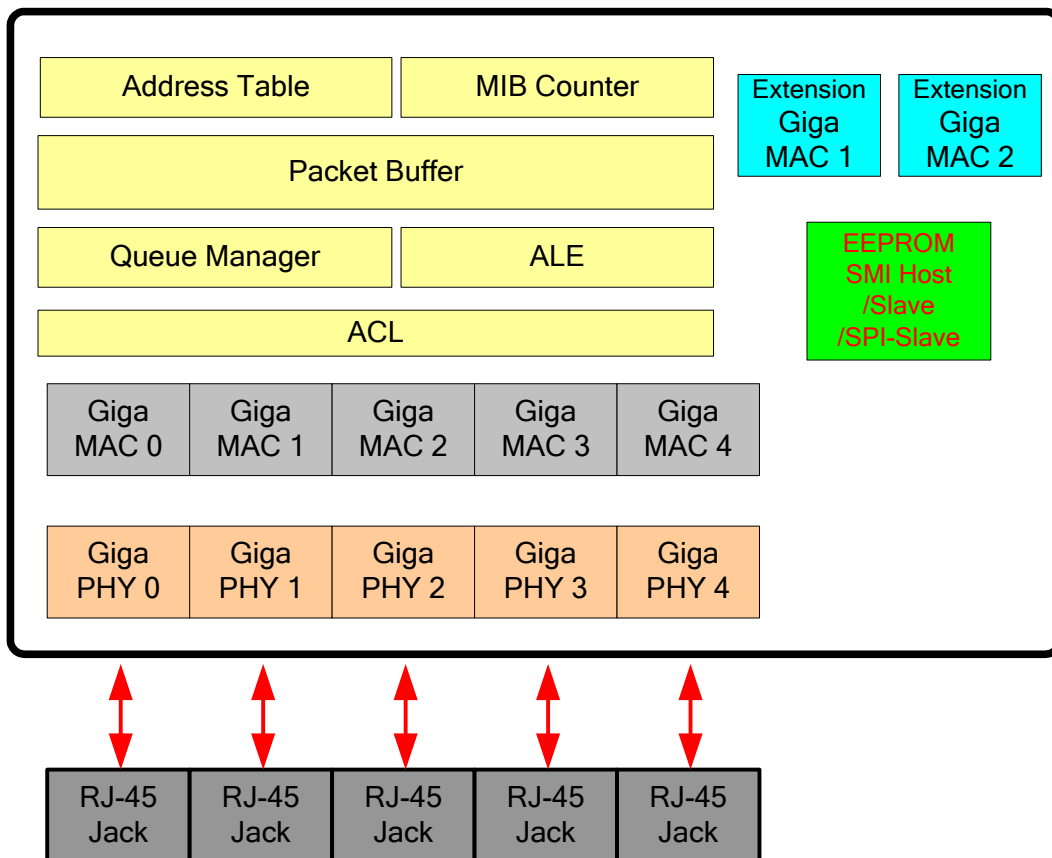 Address Table
MIB Counter
Extension
Giga
MAC 1
Extension
Giga
MAC 2
Packet Buffer
Queue Manager
ALE
EEPROM
SMI Host
/Slave
/SPI-Slave
ACL
Giga
MAC 0
Giga
MAC 1
Giga
MAC 2
Giga
MAC 3
Giga
MAC 4
Giga
PHY 0
Giga
PHY 1
Giga
PHY 2
Giga
PHY 3
Giga
PHY 4
RJ-45
Jack
RJ-45
Jack
RJ-45
Jack
RJ-45
Jack
RJ-45
Jack